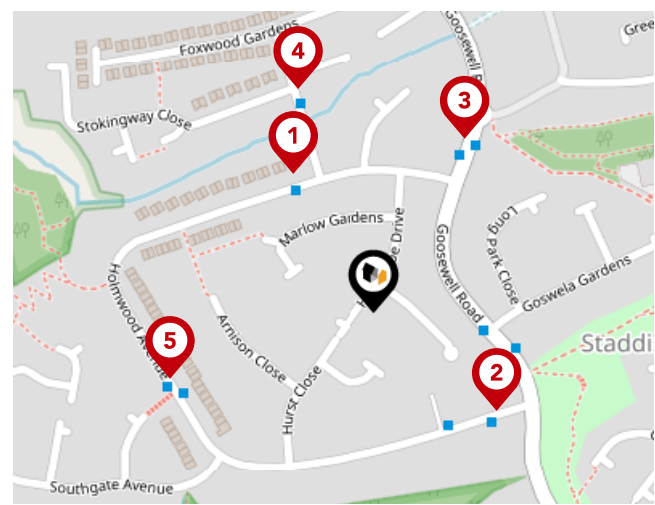 Foxwood Gardens
Goosewell R
Gree
4
Stokingway Close
3
1
Marlow Gardens
Drive
Long
Park Close
Goosewell Road
Goswela Gardens
Holmwood Avenue
Arnison Close
5
Staddi
2
Hurst Close
Southgate Avenue